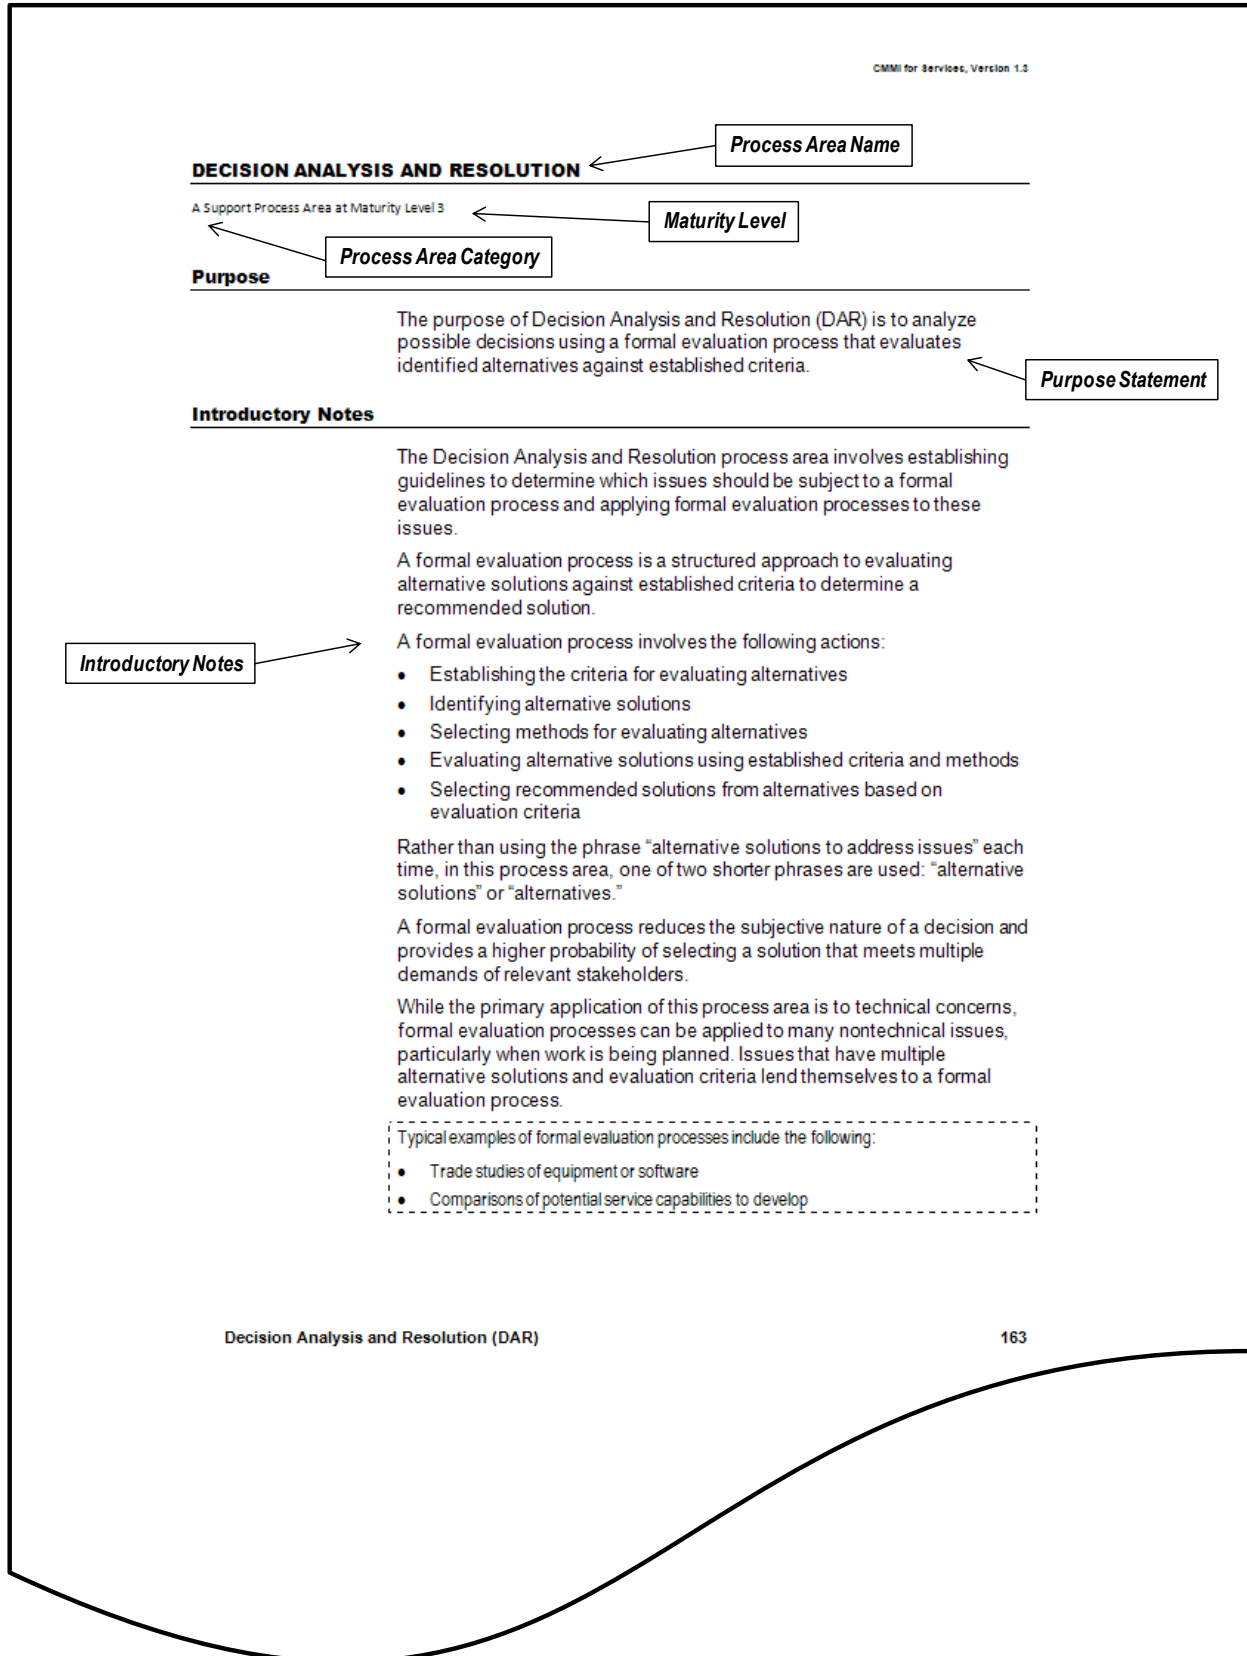 CMMI for Services, Version 1.3
Process Area Name
DECISION ANALYSIS AND RESOLUTION
A Support Process Area at Maturity Level 3
Maturity Level
Process Area Category
Purpose
The purpose of Decision Analysis and Resolution (DAR) is to analyze
possible decisions using a formal evaluation process that evaluates
identified alternatives against established criteria.
Purpose Statement
Introductory Notes
The Decision Analysis and Resolution process area involves establishing
guidelines to determine which issues should be subject to a formal
evaluation process and applying formal evaluation processes to these
issues.
A formal evaluation process is a structured approach to evaluating
alternative solutions against established criteria to determine a
recommended solution.
A formal evaluation process involves the following actions:
Introductory Notes
• Establishing the criteria for evaluating alternatives
• Identifying alternative solutions
• Selecting methods for evaluating alternatives
• Evaluating alternative solutions using established criteria and methods
• Selecting recommended solutions from alternatives based on
evaluation criteria
Rather than using the phrase “alternative solutions to address issues” each
time, in this process area, one of two shorter phrases are used: “alternative
solutions” or “alternatives.”
A formal evaluation process reduces the subjective nature of a decision and
provides a higher probability of selecting a solution that meets multiple
demands of relevant stakeholders.
While the primary application of this process area is to technical concerns,
formal evaluation processes can be applied to many nontechnical issues,
particularly when work is being planned. Issues that have multiple
alternative solutions and evaluation criteria lend themselves to a formal
evaluation process.
Typical examples of formal evaluation processes include the following:
• Trade studies of equipment or software
• Comparisons of potential service capabilities to develop
Decision Analysis and Resolution (DAR) 163